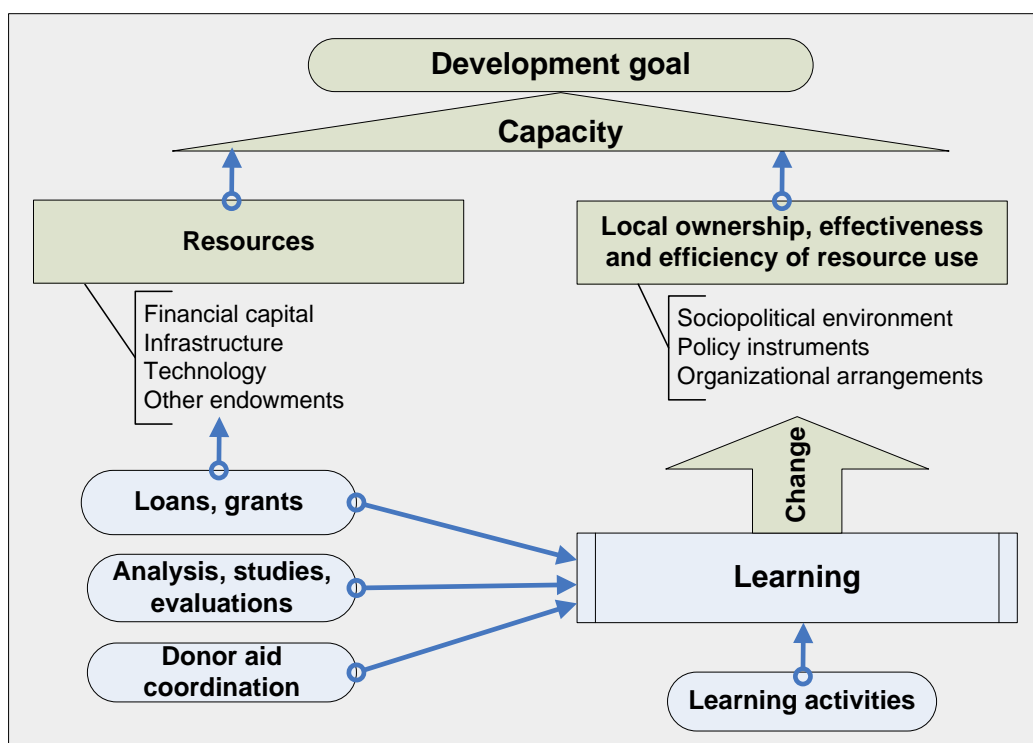 Development goal
Capacity
Resources
Local ownership, effectiveness
and efficiency of resource use
Financial capital
Infrastructure
Technology
Other endowments
Sociopolitical environment
Policy instruments
Organizational arrangements
Change
Loans, grants
Analysis, studies,
evaluations
Donor aid
coordination
Learning
Learning activities